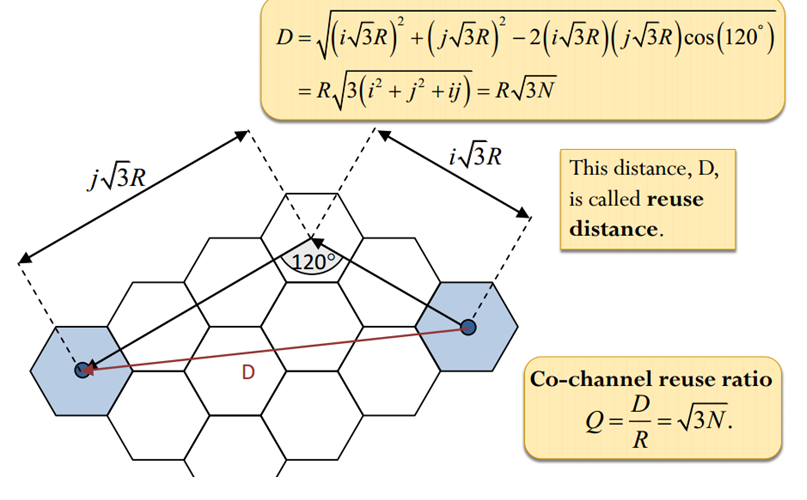 D = √((i√3R)² + (j√3R)² − 2(i√3R)(j√3R)cos(120°))
= R√(3(i² + j² + ij)) = R√3N
j√3R
i√3R
This distance, D,
is called reuse
distance.
120°
D
Co-channel reuse ratio
Q = D/R = √3N.